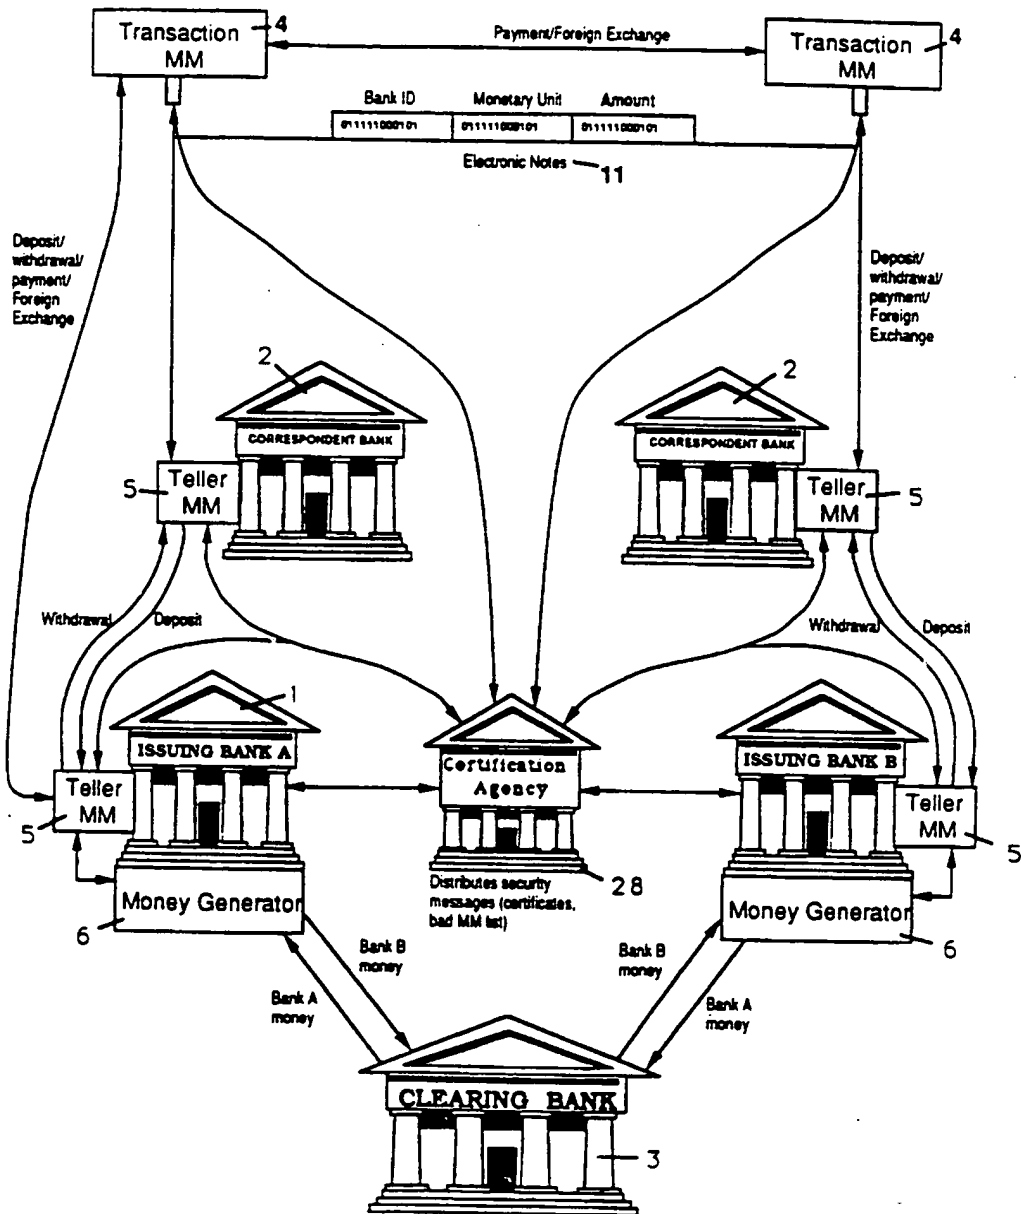 Transaction
MM
4
Payment/Foreign Exchange
Transaction
MM
4
Bank ID
Monetary Unit
Amount
011111000101
011111000101
011111000101
Electronic Notes
11
Deposit/
withdrawal/
payment/
Foreign
Exchange
Deposit/
withdrawal/
payment/
Foreign
Exchange
2
2
CORRESPONDENT BANK
CORRESPONDENT BANK
5
Teller
MM
Teller
MM
5
Withdrawal
Deposit
Withdrawal
Deposit
1
ISSUING BANK A
Certification
Agency
ISSUING BANK B
Teller
MM
5
Teller
MM
5
Money Generator
6
Distributes security
messages (certificates,
bad MM list)
28
Money Generator
6
Bank B
money
Bank A
money
Bank B
money
Bank A
money
CLEARING BANK
3